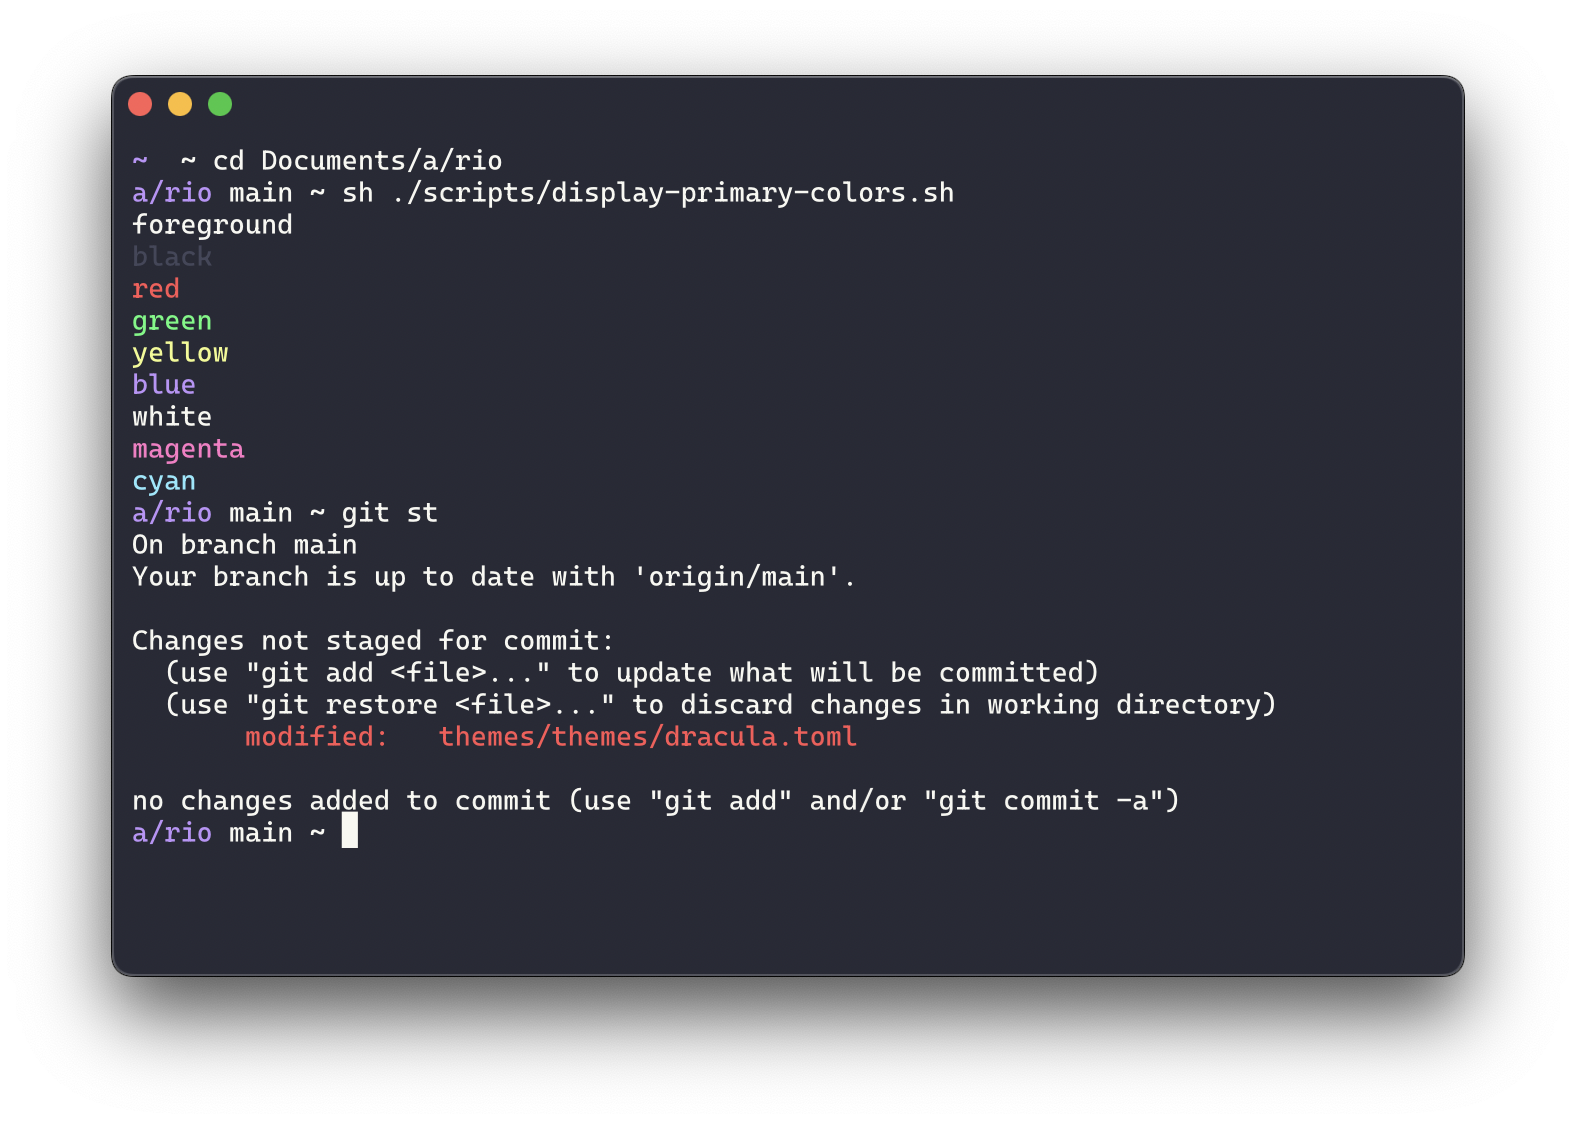 ~  ~ cd Documents/a/rio
a/rio main ~ sh ./scripts/display-primary-colors.sh
foreground
black
red
green
yellow
blue
white
magenta
cyan
a/rio main ~ git st
On branch main
Your branch is up to date with 'origin/main'.

Changes not staged for commit:
  (use "git add <file>..." to update what will be committed)
  (use "git restore <file>..." to discard changes in working directory)
       modified:   themes/themes/dracula.toml

no changes added to commit (use "git add" and/or "git commit -a")
a/rio main ~